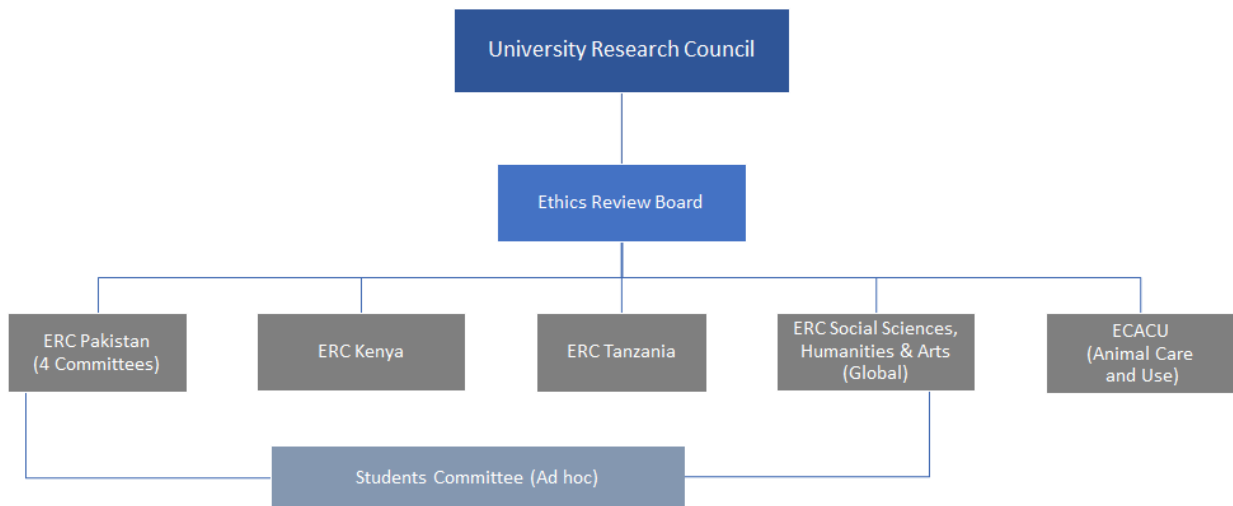 University Research Council
Ethics Review Board
ERC Pakistan
(4 Committees)
ERC Kenya
ERC Tanzania
ERC Social Sciences,
Humanities & Arts
(Global)
ECACU
(Animal Care
and Use)
Students Committee (Ad hoc)